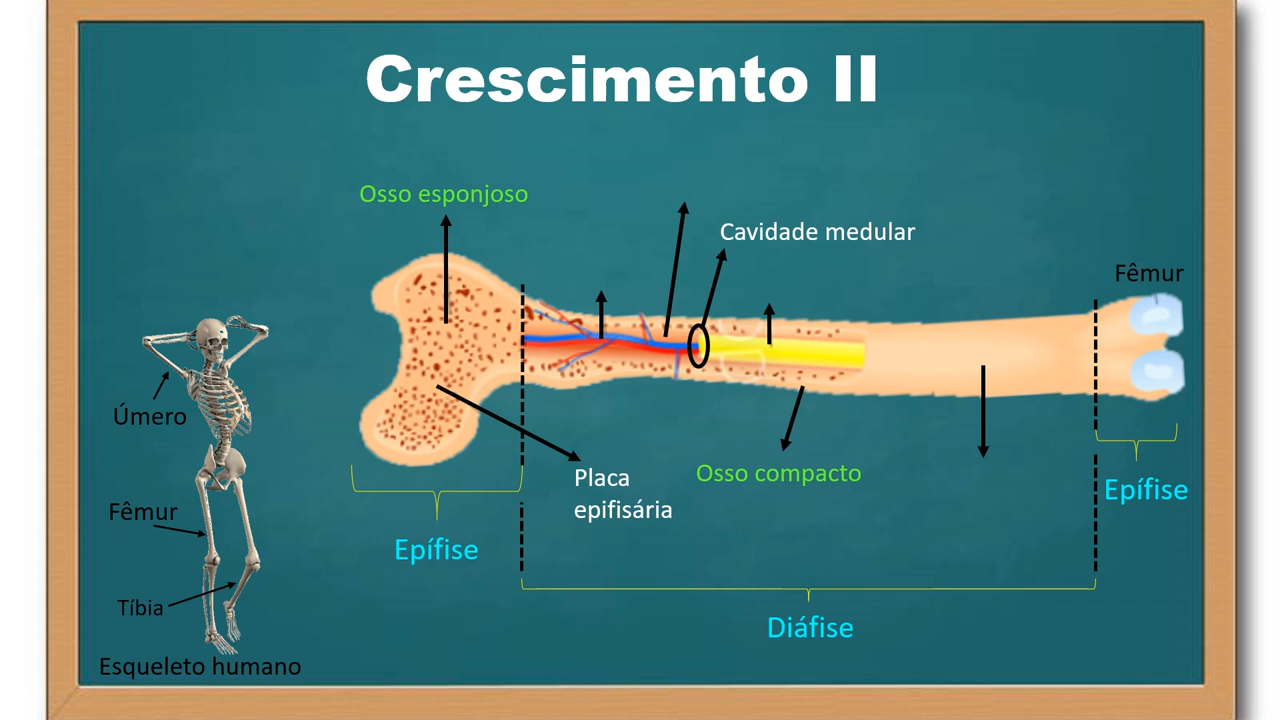 Crescimento II
Osso esponjoso
Cavidade medular
Fêmur
Úmero
Placa
epifisária
Osso compacto
Epífise
Fêmur
Epífise
Tíbia
Diáfise
Esqueleto humano